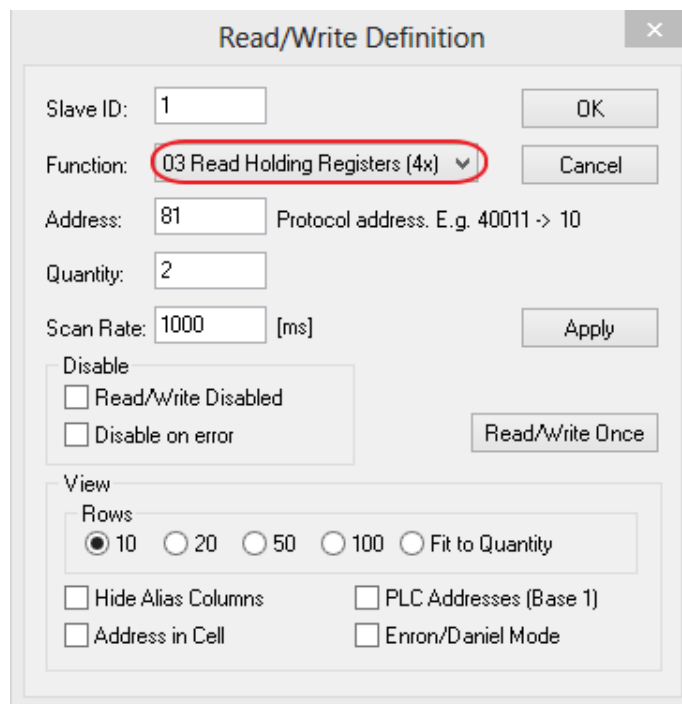 Read/Write Definition
Slave ID: 1 OK
Function: 03 Read Holding Registers (4x) Cancel
Address: 81 Protocol address. E.g. 40011 -> 10
Quantity: 2
Scan Rate: 1000 [ms] Apply
Disable
Read/Write Disabled
Disable on error Read/Write Once
View
Rows
10 20 50 100 Fit to Quantity
Hide Alias Columns PLC Addresses (Base 1)
Address in Cell Enron/Daniel Mode